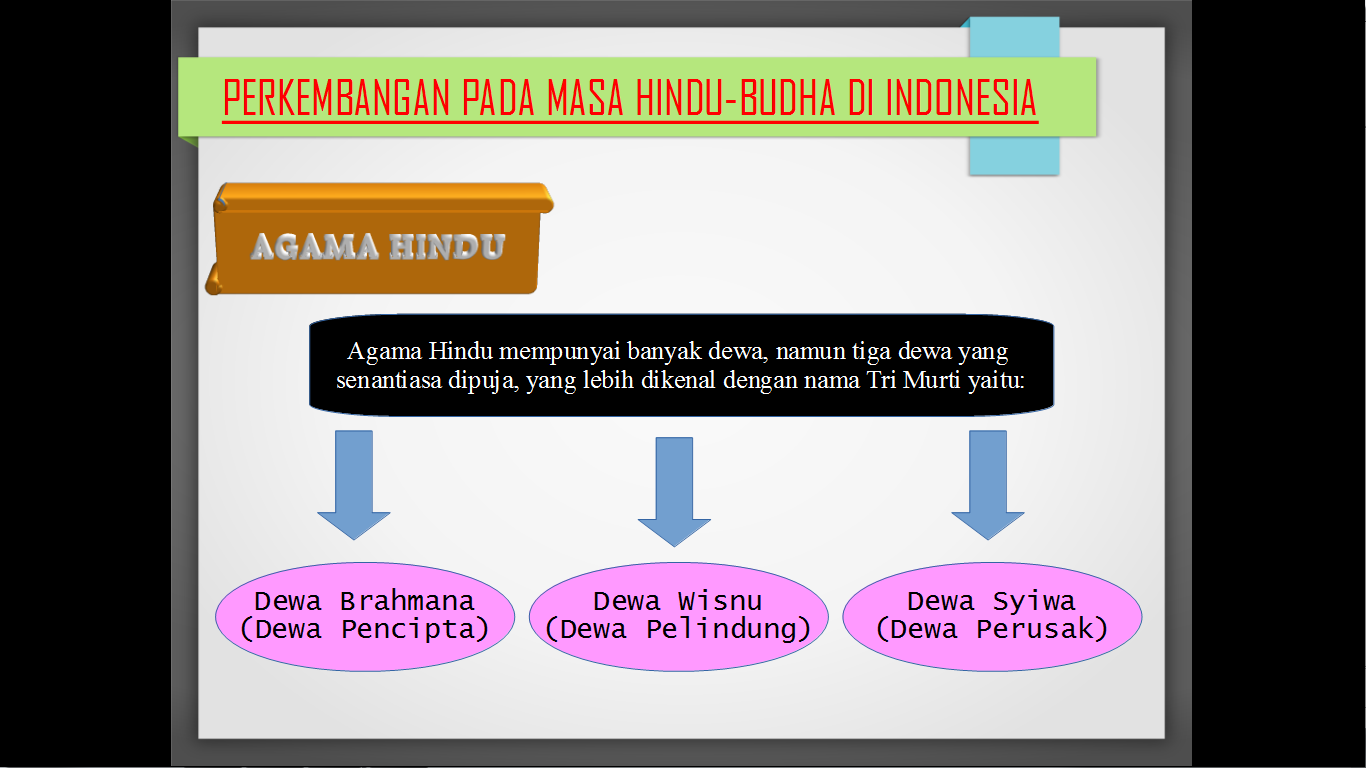 PERKEMBANGAN PADA MASA HINDU-BUDHA DI INDONESIA
AGAMA HINDU
Agama Hindu mempunyai banyak dewa, namun tiga dewa yang
senantiasa dipuja, yang lebih dikenal dengan nama Tri Murti yaitu:
Dewa Brahmana
(Dewa Pencipta)
Dewa Wisnu
(Dewa Pelindung)
Dewa Syiwa
(Dewa Perusak)